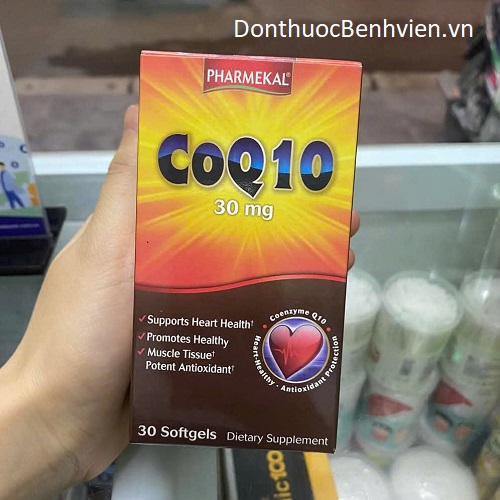 DonthuocBenhvien.vn
PHARMEKAL®
CoQ10
30 mg
✓Supports Heart Health†
✓Promotes Healthy
✓Muscle Tissue†
Potent Antioxidant†
Coenzyme Q10
Heart-Healthy - Antioxidant Protection
30 Softgels Dietary Supplement
ic100